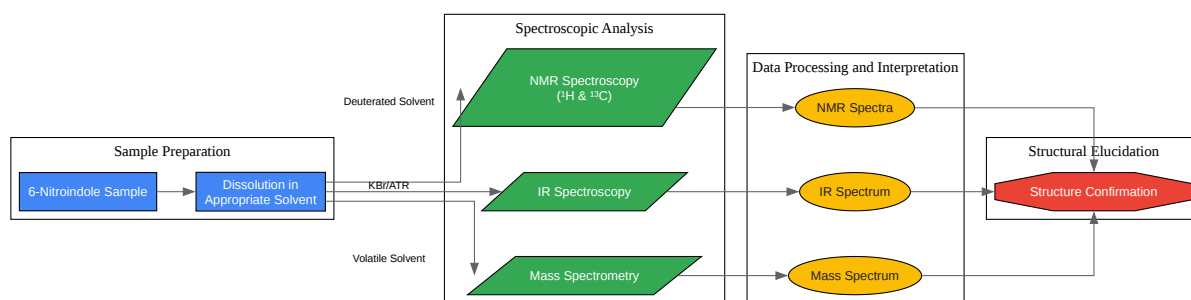 Sample Preparation
6-Nitroindole Sample
Dissolution in
Appropriate Solvent
Deuterated Solvent
KBr/ATR
Volatile Solvent
Spectroscopic Analysis
NMR Spectroscopy
(¹H & ¹³C)
IR Spectroscopy
Mass Spectrometry
Data Processing and Interpretation
NMR Spectra
IR Spectrum
Mass Spectrum
Structural Elucidation
Structure Confirmation